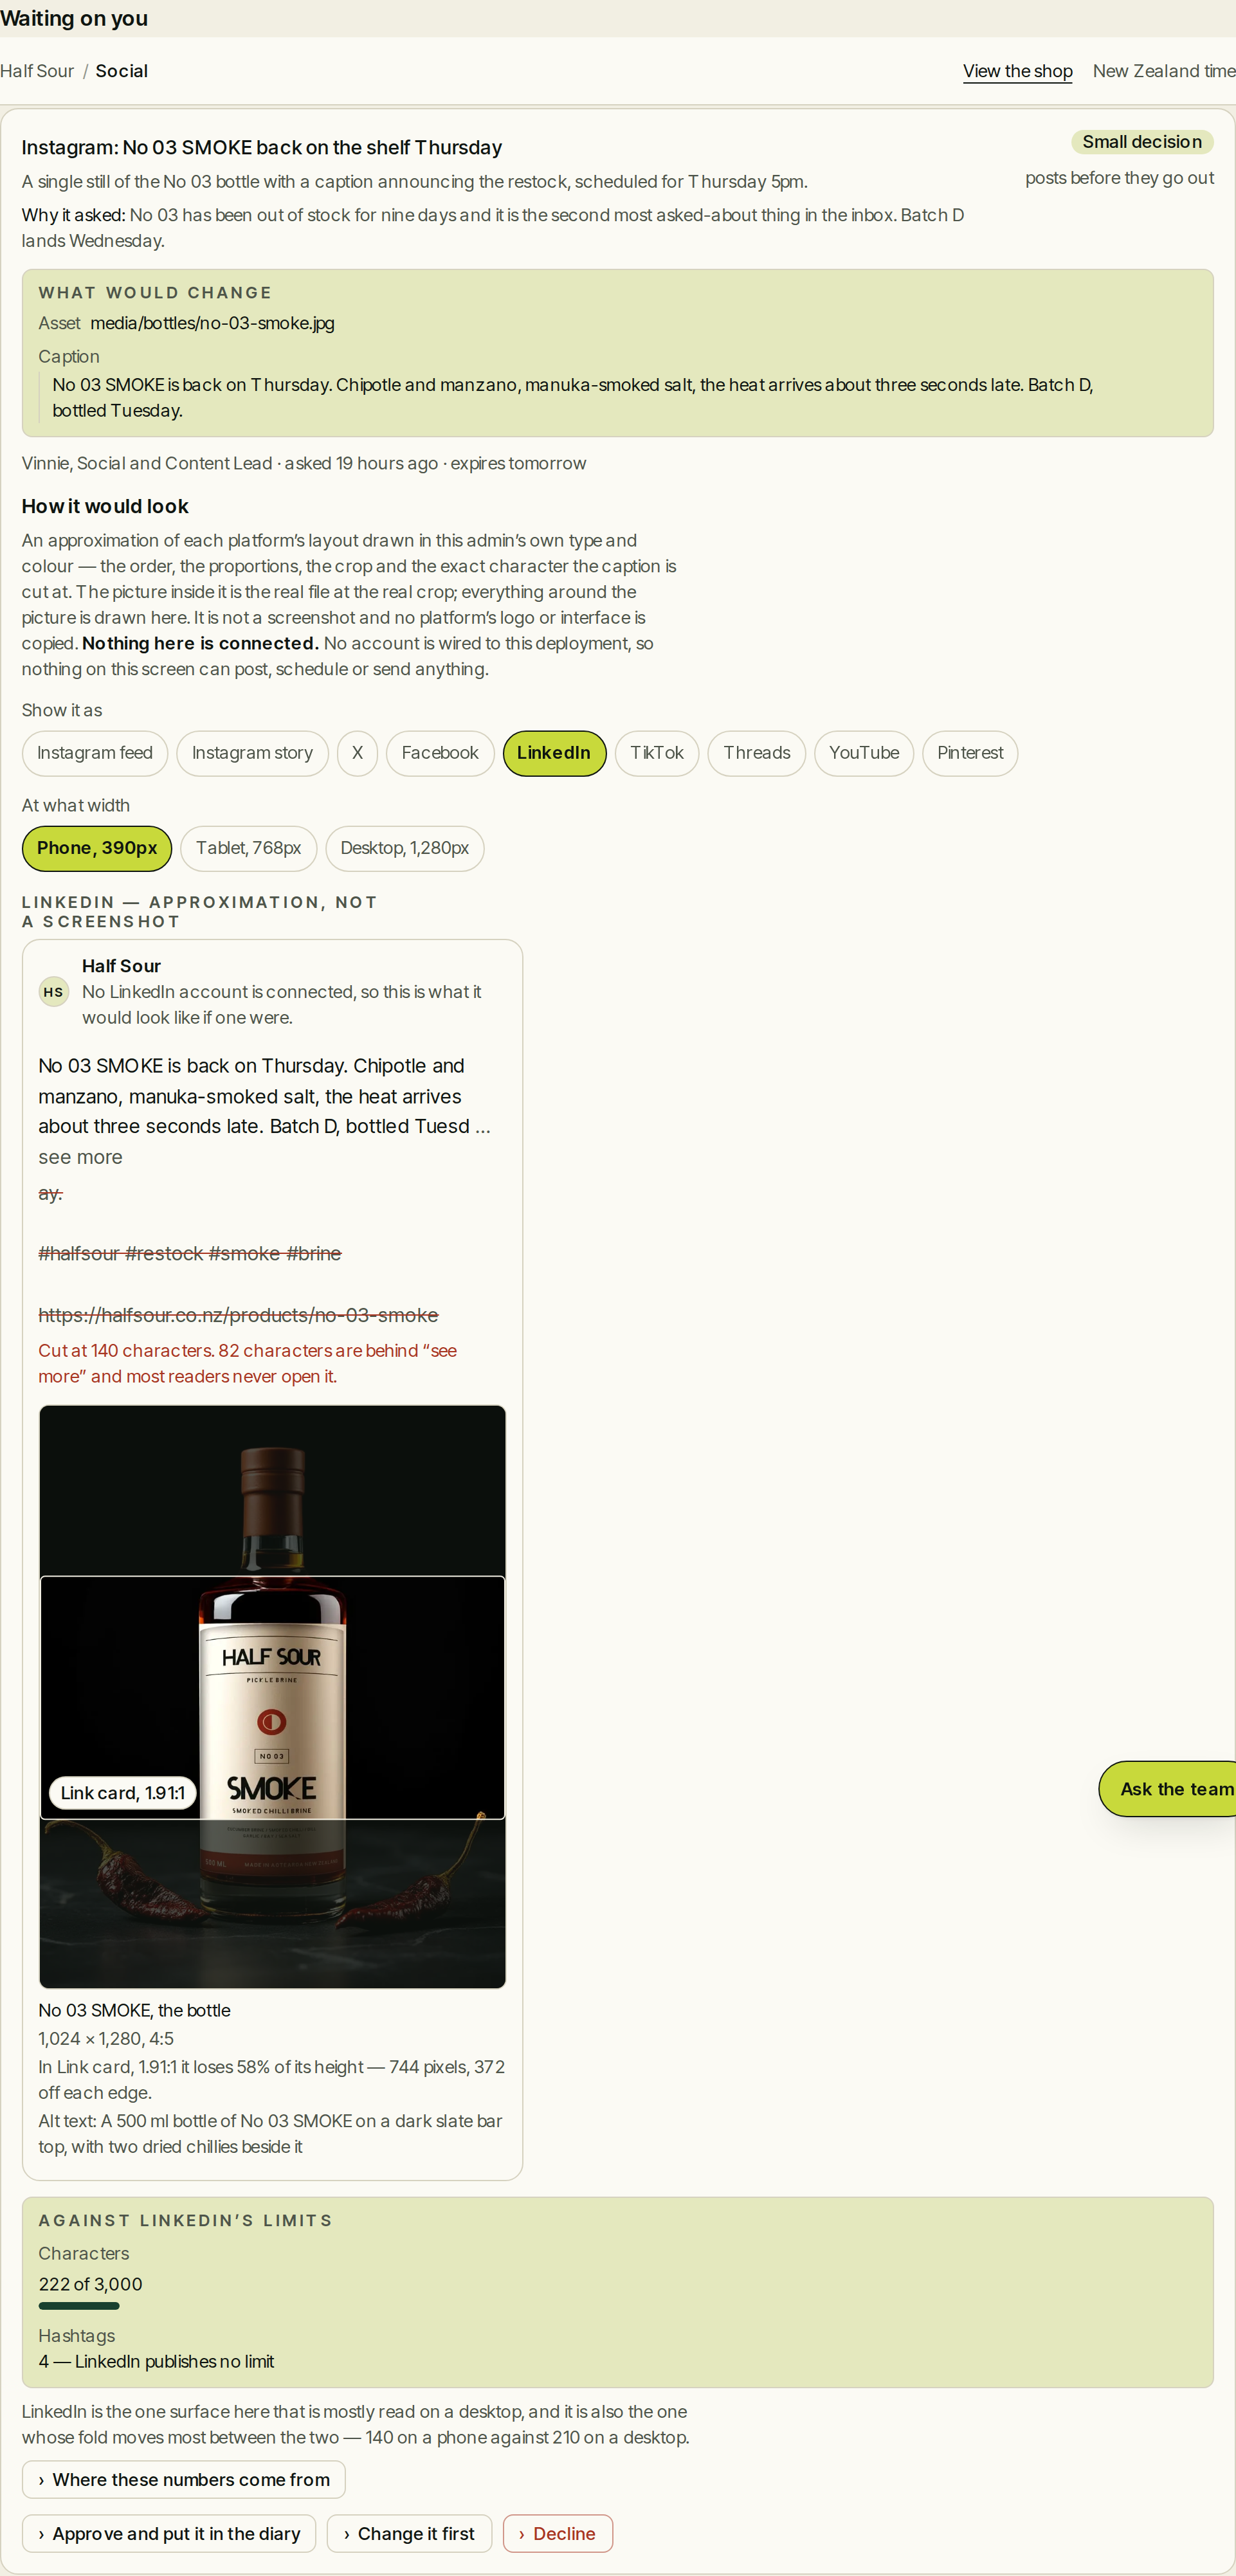 Waiting on you
Half Sour / Social
View the shop
New Zealand time
Instagram: No 03 SMOKE back on the shelf Thursday
Small decision
A single still of the No 03 bottle with a caption announcing the restock, scheduled for Thursday 5pm.
posts before they go out
Why it asked: No 03 has been out of stock for nine days and it is the second most asked-about thing in the inbox. Batch D
lands Wednesday.
WHAT WOULD CHANGE
Asset media/bottles/no-03-smoke.jpg
Caption
No 03 SMOKE is back on Thursday. Chipotle and manzano, manuka-smoked salt, the heat arrives about three seconds late. Batch D,
bottled Tuesday.
Vinnie, Social and Content Lead · asked 19 hours ago · expires tomorrow
How it would look
An approximation of each platform’s layout drawn in this admin’s own type and
colour — the order, the proportions, the crop and the exact character the caption is
cut at. The picture inside it is the real file at the real crop; everything around the
picture is drawn here. It is not a screenshot and no platform’s logo or interface is
copied. Nothing here is connected. No account is wired to this deployment, so
nothing on this screen can post, schedule or send anything.
Show it as
Instagram feed
Instagram story
X
Facebook
LinkedIn
TikTok
Threads
YouTube
Pinterest
At what width
Phone, 390px
Tablet, 768px
Desktop, 1,280px
LINKEDIN — APPROXIMATION, NOT
A SCREENSHOT
HS
Half Sour
No LinkedIn account is connected, so this is what it
would look like if one were.
No 03 SMOKE is back on Thursday. Chipotle and
manzano, manuka-smoked salt, the heat arrives
about three seconds late. Batch D, bottled Tuesd …
see more
ay.
#halfsour #restock #smoke #brine
https://halfsour.co.nz/products/no-03-smoke
Cut at 140 characters. 82 characters are behind “see
more” and most readers never open it.
HALF SOUR
PICKLE BRINE
NO 03
SMOKE
SMOKED CHILLI BRINE
Link card, 1.91:1
500 ML
Ask the team
No 03 SMOKE, the bottle
1,024 × 1,280, 4:5
In Link card, 1.91:1 it loses 58% of its height — 744 pixels, 372
off each edge.
Alt text: A 500 ml bottle of No 03 SMOKE on a dark slate bar
top, with two dried chillies beside it
AGAINST LINKEDIN’S LIMITS
Characters
222 of 3,000
Hashtags
4 — LinkedIn publishes no limit
LinkedIn is the one surface here that is mostly read on a desktop, and it is also the one
whose fold moves most between the two — 140 on a phone against 210 on a desktop.
› Where these numbers come from
› Approve and put it in the diary
› Change it first
› Decline